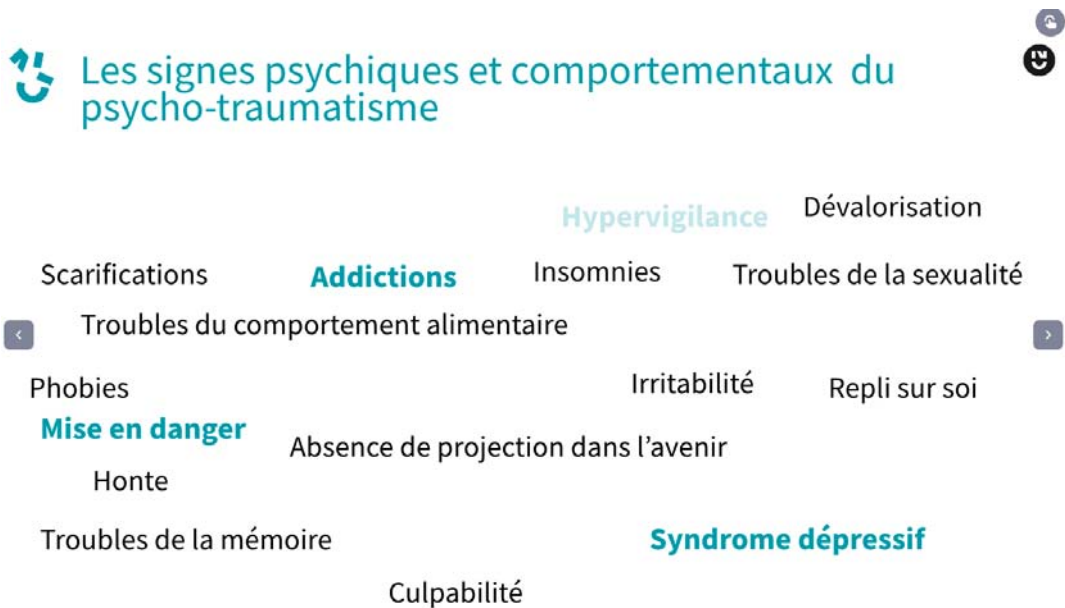 Les signes psychiques et comportementaux du
psycho-traumatisme
Hypervigilance
Dévalorisation
Scarifications
Addictions
Insomnies
Troubles de la sexualité
Troubles du comportement alimentaire
Phobies
Irritabilité
Repli sur soi
Mise en danger
Absence de projection dans l’avenir
Honte
Troubles de la mémoire
Syndrome dépressif
Culpabilité